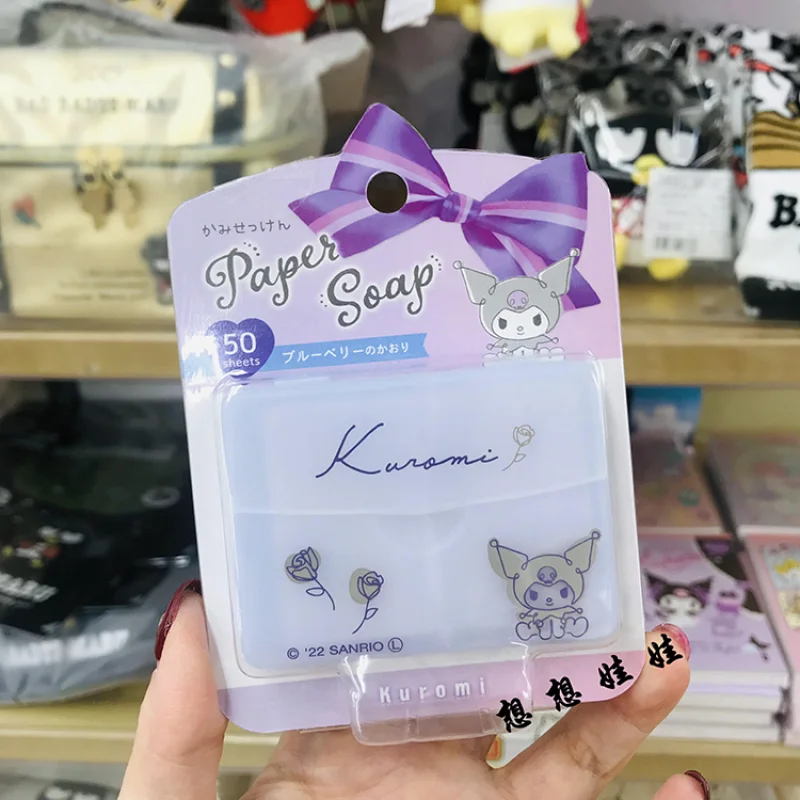 かみせっけん
Paper
Soap
50
sheets
ブルーベリーのかおり
Kuromi
© '22 SANRIO Ⓛ
Kuromi
想想娃娃